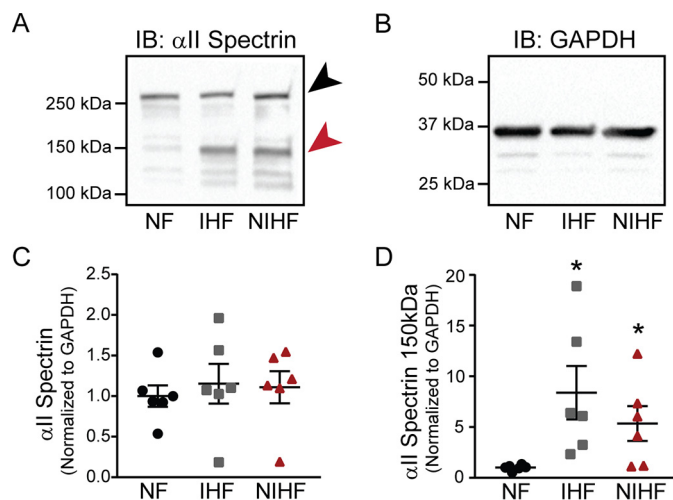 A
IB: αII Spectrin
250 kDa
150 kDa
100 kDa
NF IHF NIHF
B
IB: GAPDH
50 kDa
37 kDa
25 kDa
NF IHF NIHF
C
αII Spectrin
(Normalized to GAPDH)
2.5
2.0
1.5
1.0
0.5
0.0
NF IHF NIHF
D
αII Spectrin 150kDa
(Normalized to GAPDH)
20
15
10
5
0
* *
NF IHF NIHF